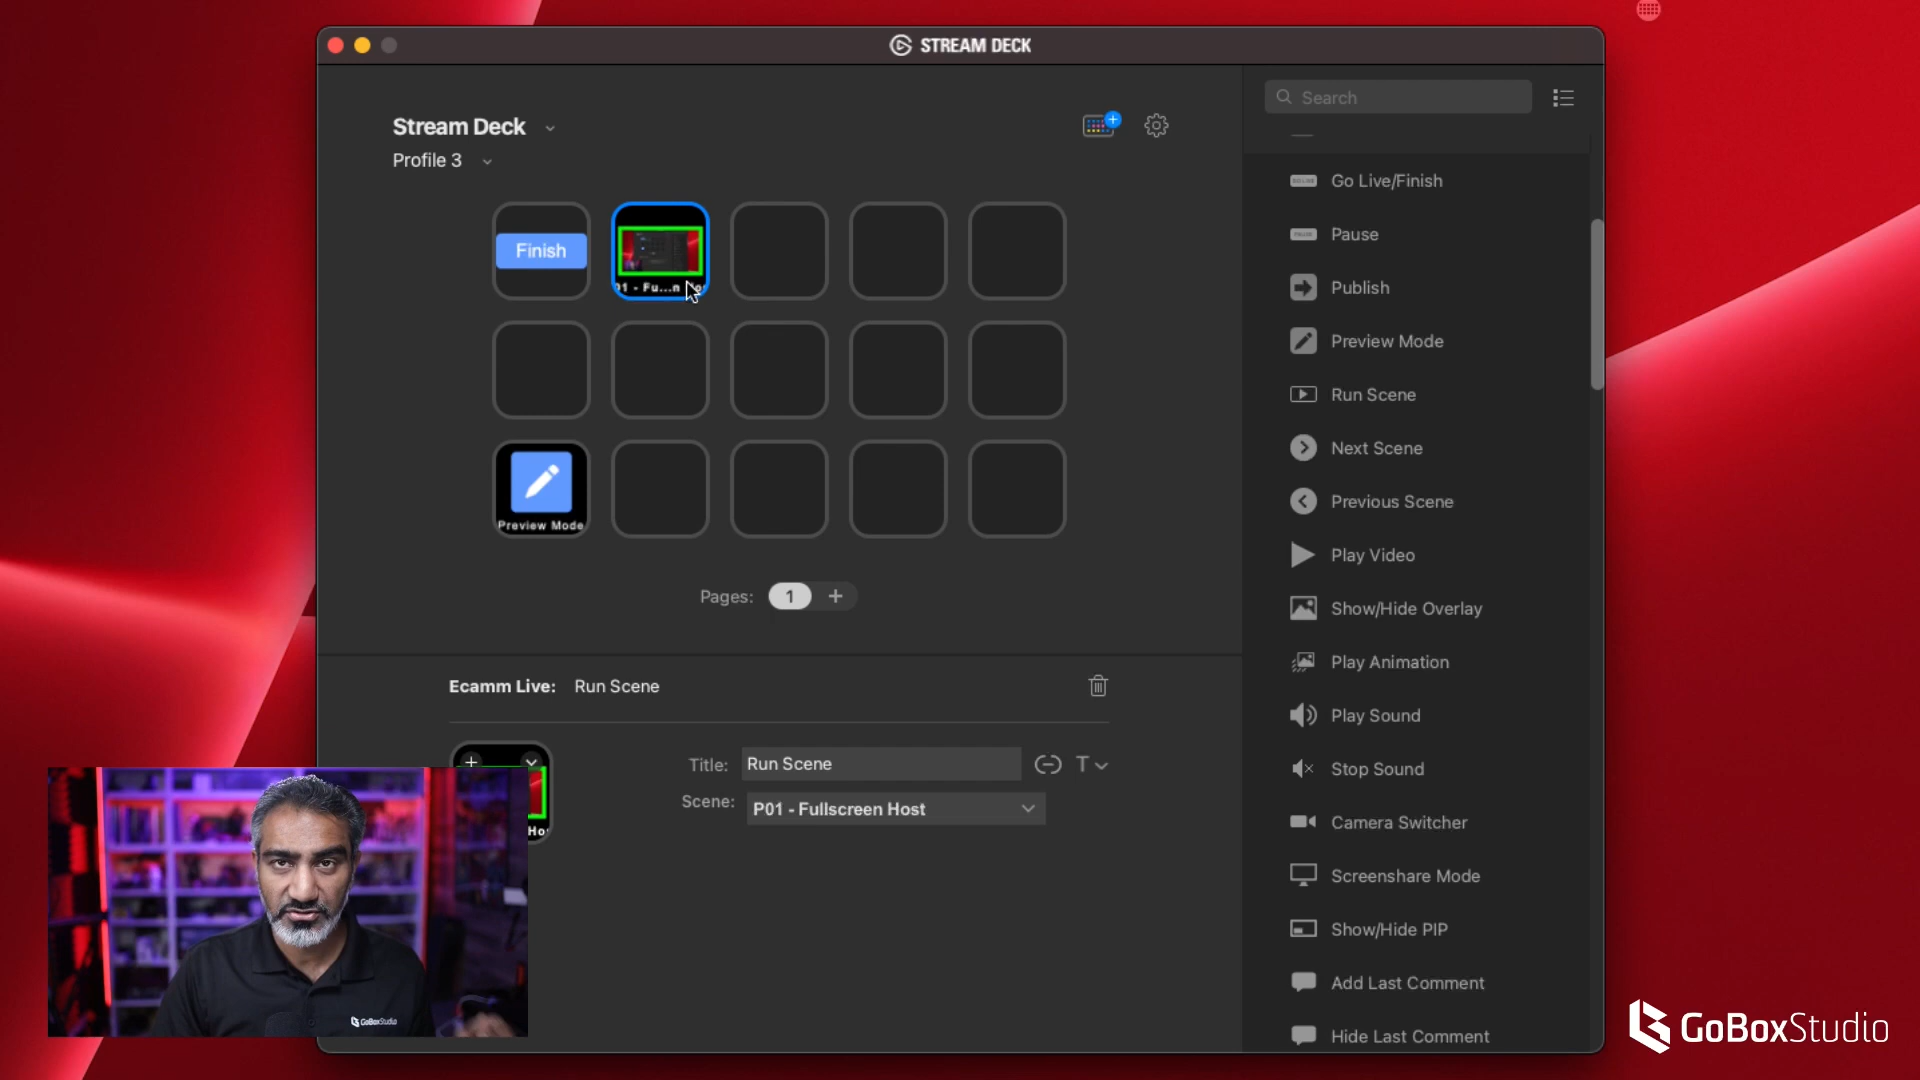 STREAM DECK
Stream Deck
Profile 3
Search
Finish
01 - Fu...n Ho
Preview Mode
Pages: 1 +
Go Live/Finish
Pause
Publish
Preview Mode
Run Scene
Next Scene
Previous Scene
Play Video
Show/Hide Overlay
Play Animation
Play Sound
Stop Sound
Camera Switcher
Screenshare Mode
Show/Hide PIP
Add Last Comment
Hide Last Comment
Ecamm Live: Run Scene
Title: Run Scene
T
Scene: P01 - Fullscreen Host
Ho
GoBoxStudio
GoBoxStudio